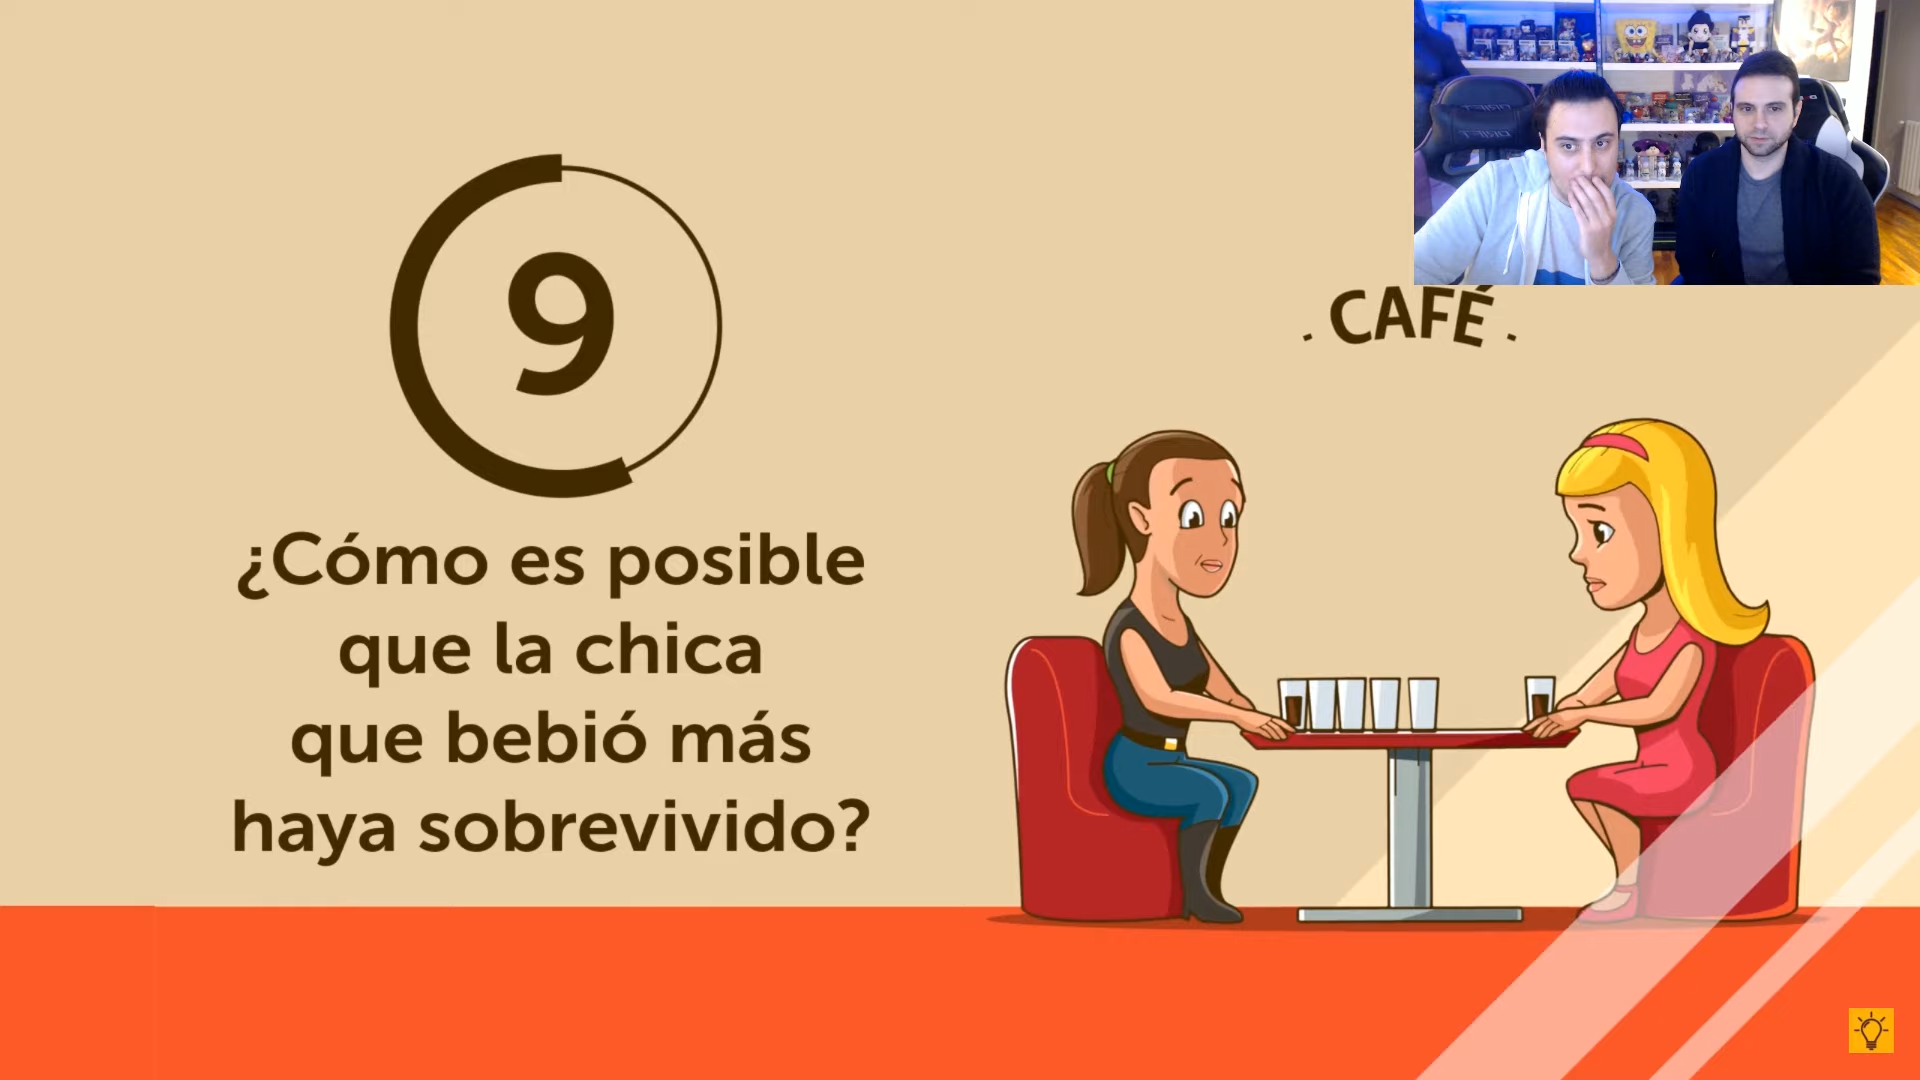 9
· CAFÉ ·
¿Cómo es posible
que la chica
que bebió más
haya sobrevivido?